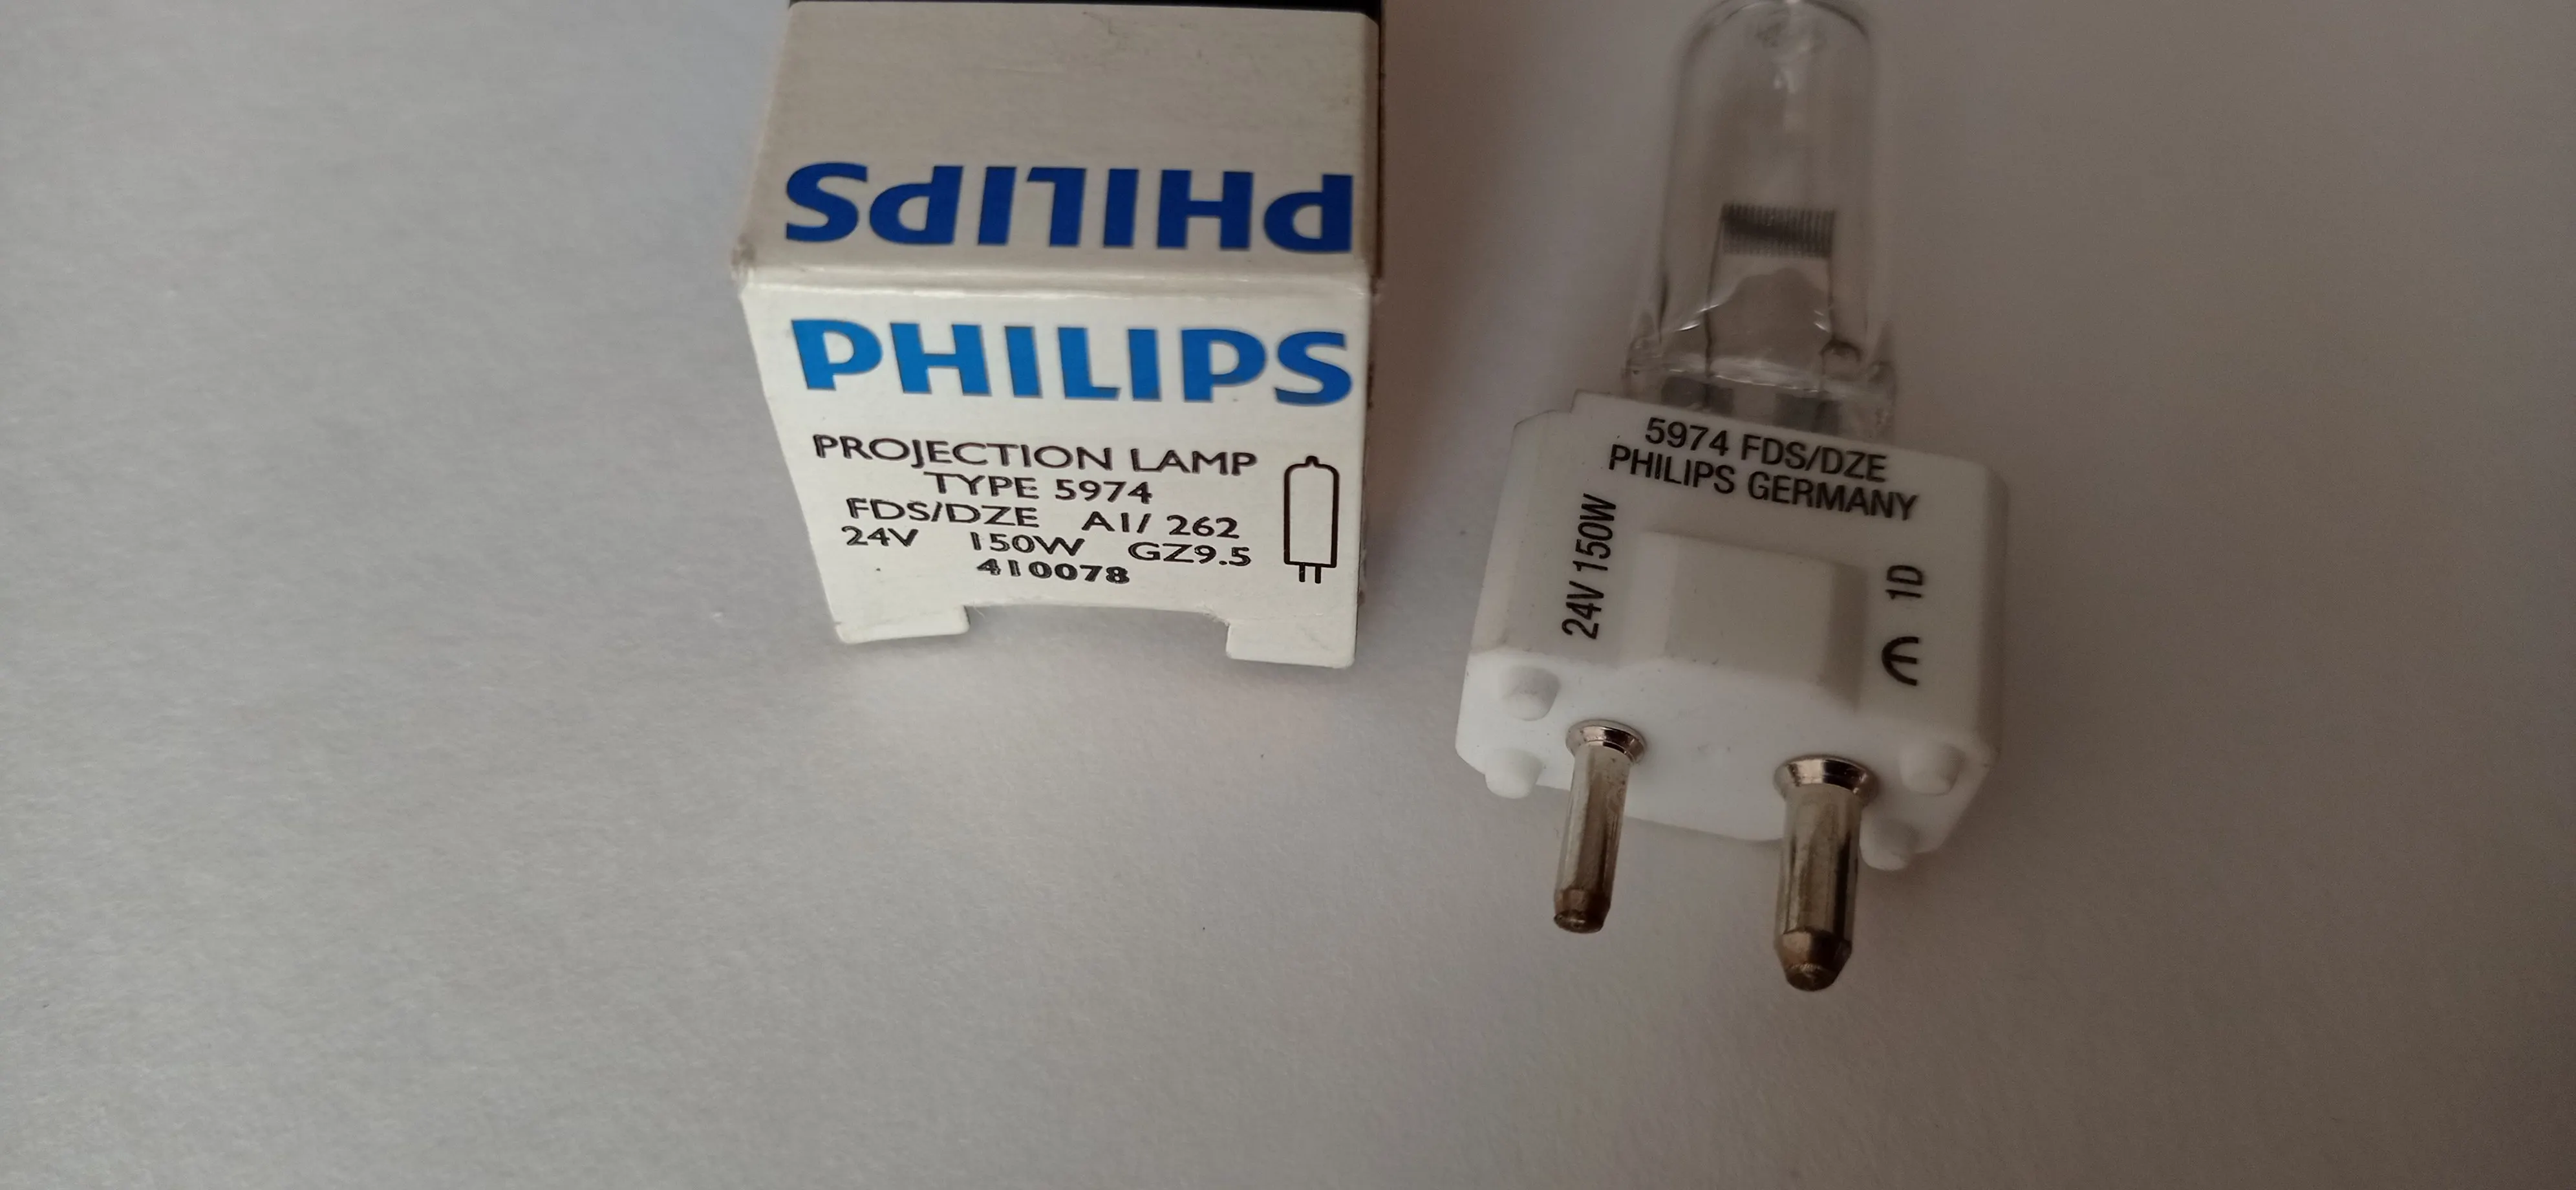 PHILIPS
PHILIPS
PROJECTION LAMP
TYPE 5974
FDS/DZE A1/ 262
24V 150W GZ9.5
410078
5974 FDS/DZE
PHILIPS GERMANY
24V 150W
1D